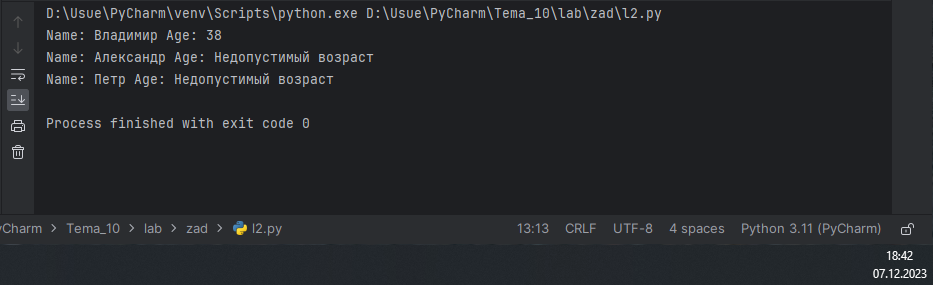 D:\Usue\PyCharm\venv\Scripts\python.exe D:\Usue\PyCharm\Tema_10\lab\zad\l2.py
Name: Владимир Age: 38
Name: Александр Age: Недопустимый возраст
Name: Петр Age: Недопустимый возраст
Process finished with exit code 0
yCharm > Tema_10 > lab > zad > l2.py 13:13 CRLF UTF-8 4 spaces Python 3.11 (PyCharm)
18:42
07.12.2023